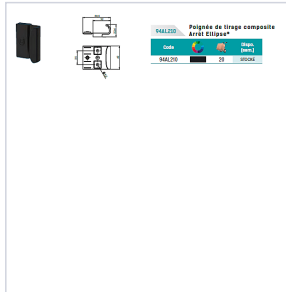 94AL210
Poignée de tirage composite
Arrêt Ellipse*
Code
Dispo.
(sem.)
94AL210
20
STOCKÉ